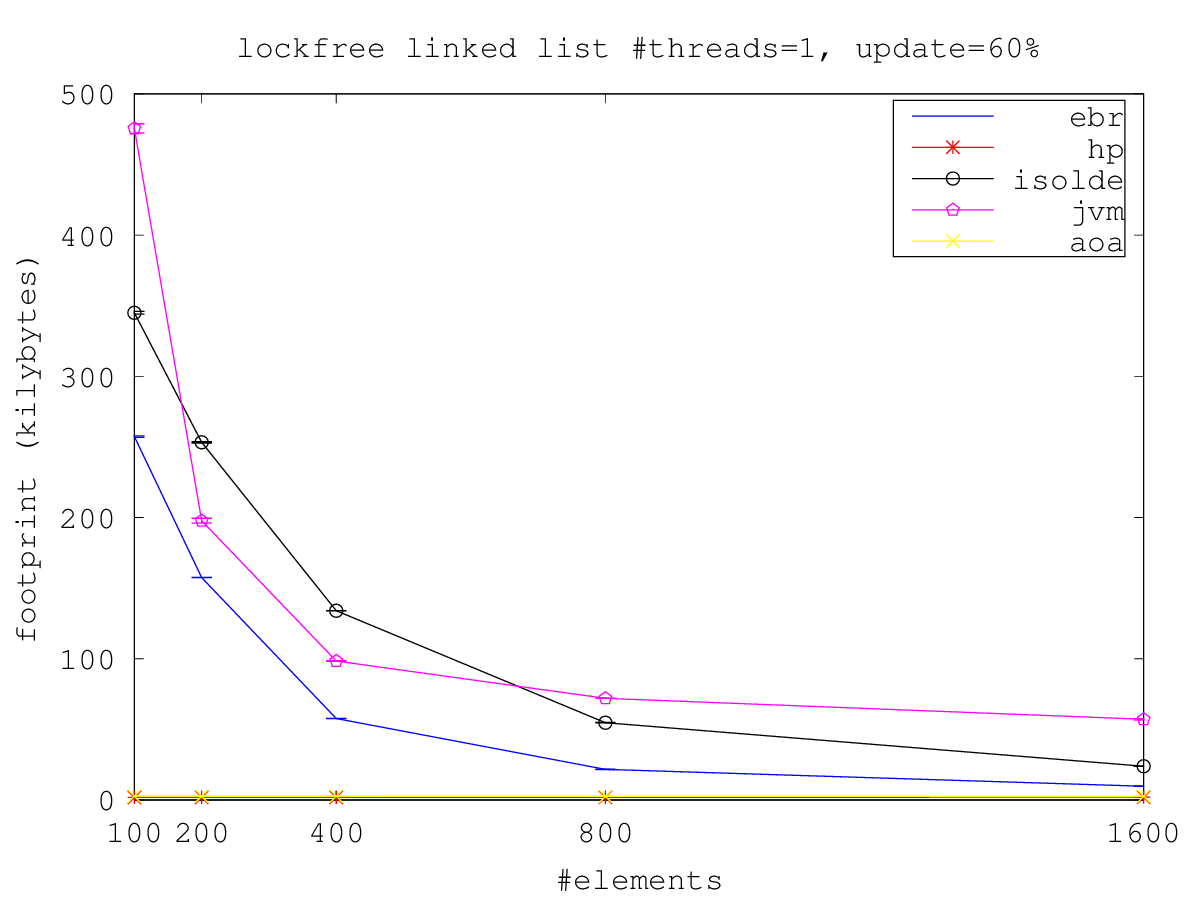 lockfree linked list #threads=1, update=60%
500
400
300
200
100
0
footprint (kilybytes)
ebr
hp
isolde
jvm
aoa
100 200 400 800 1600
#elements